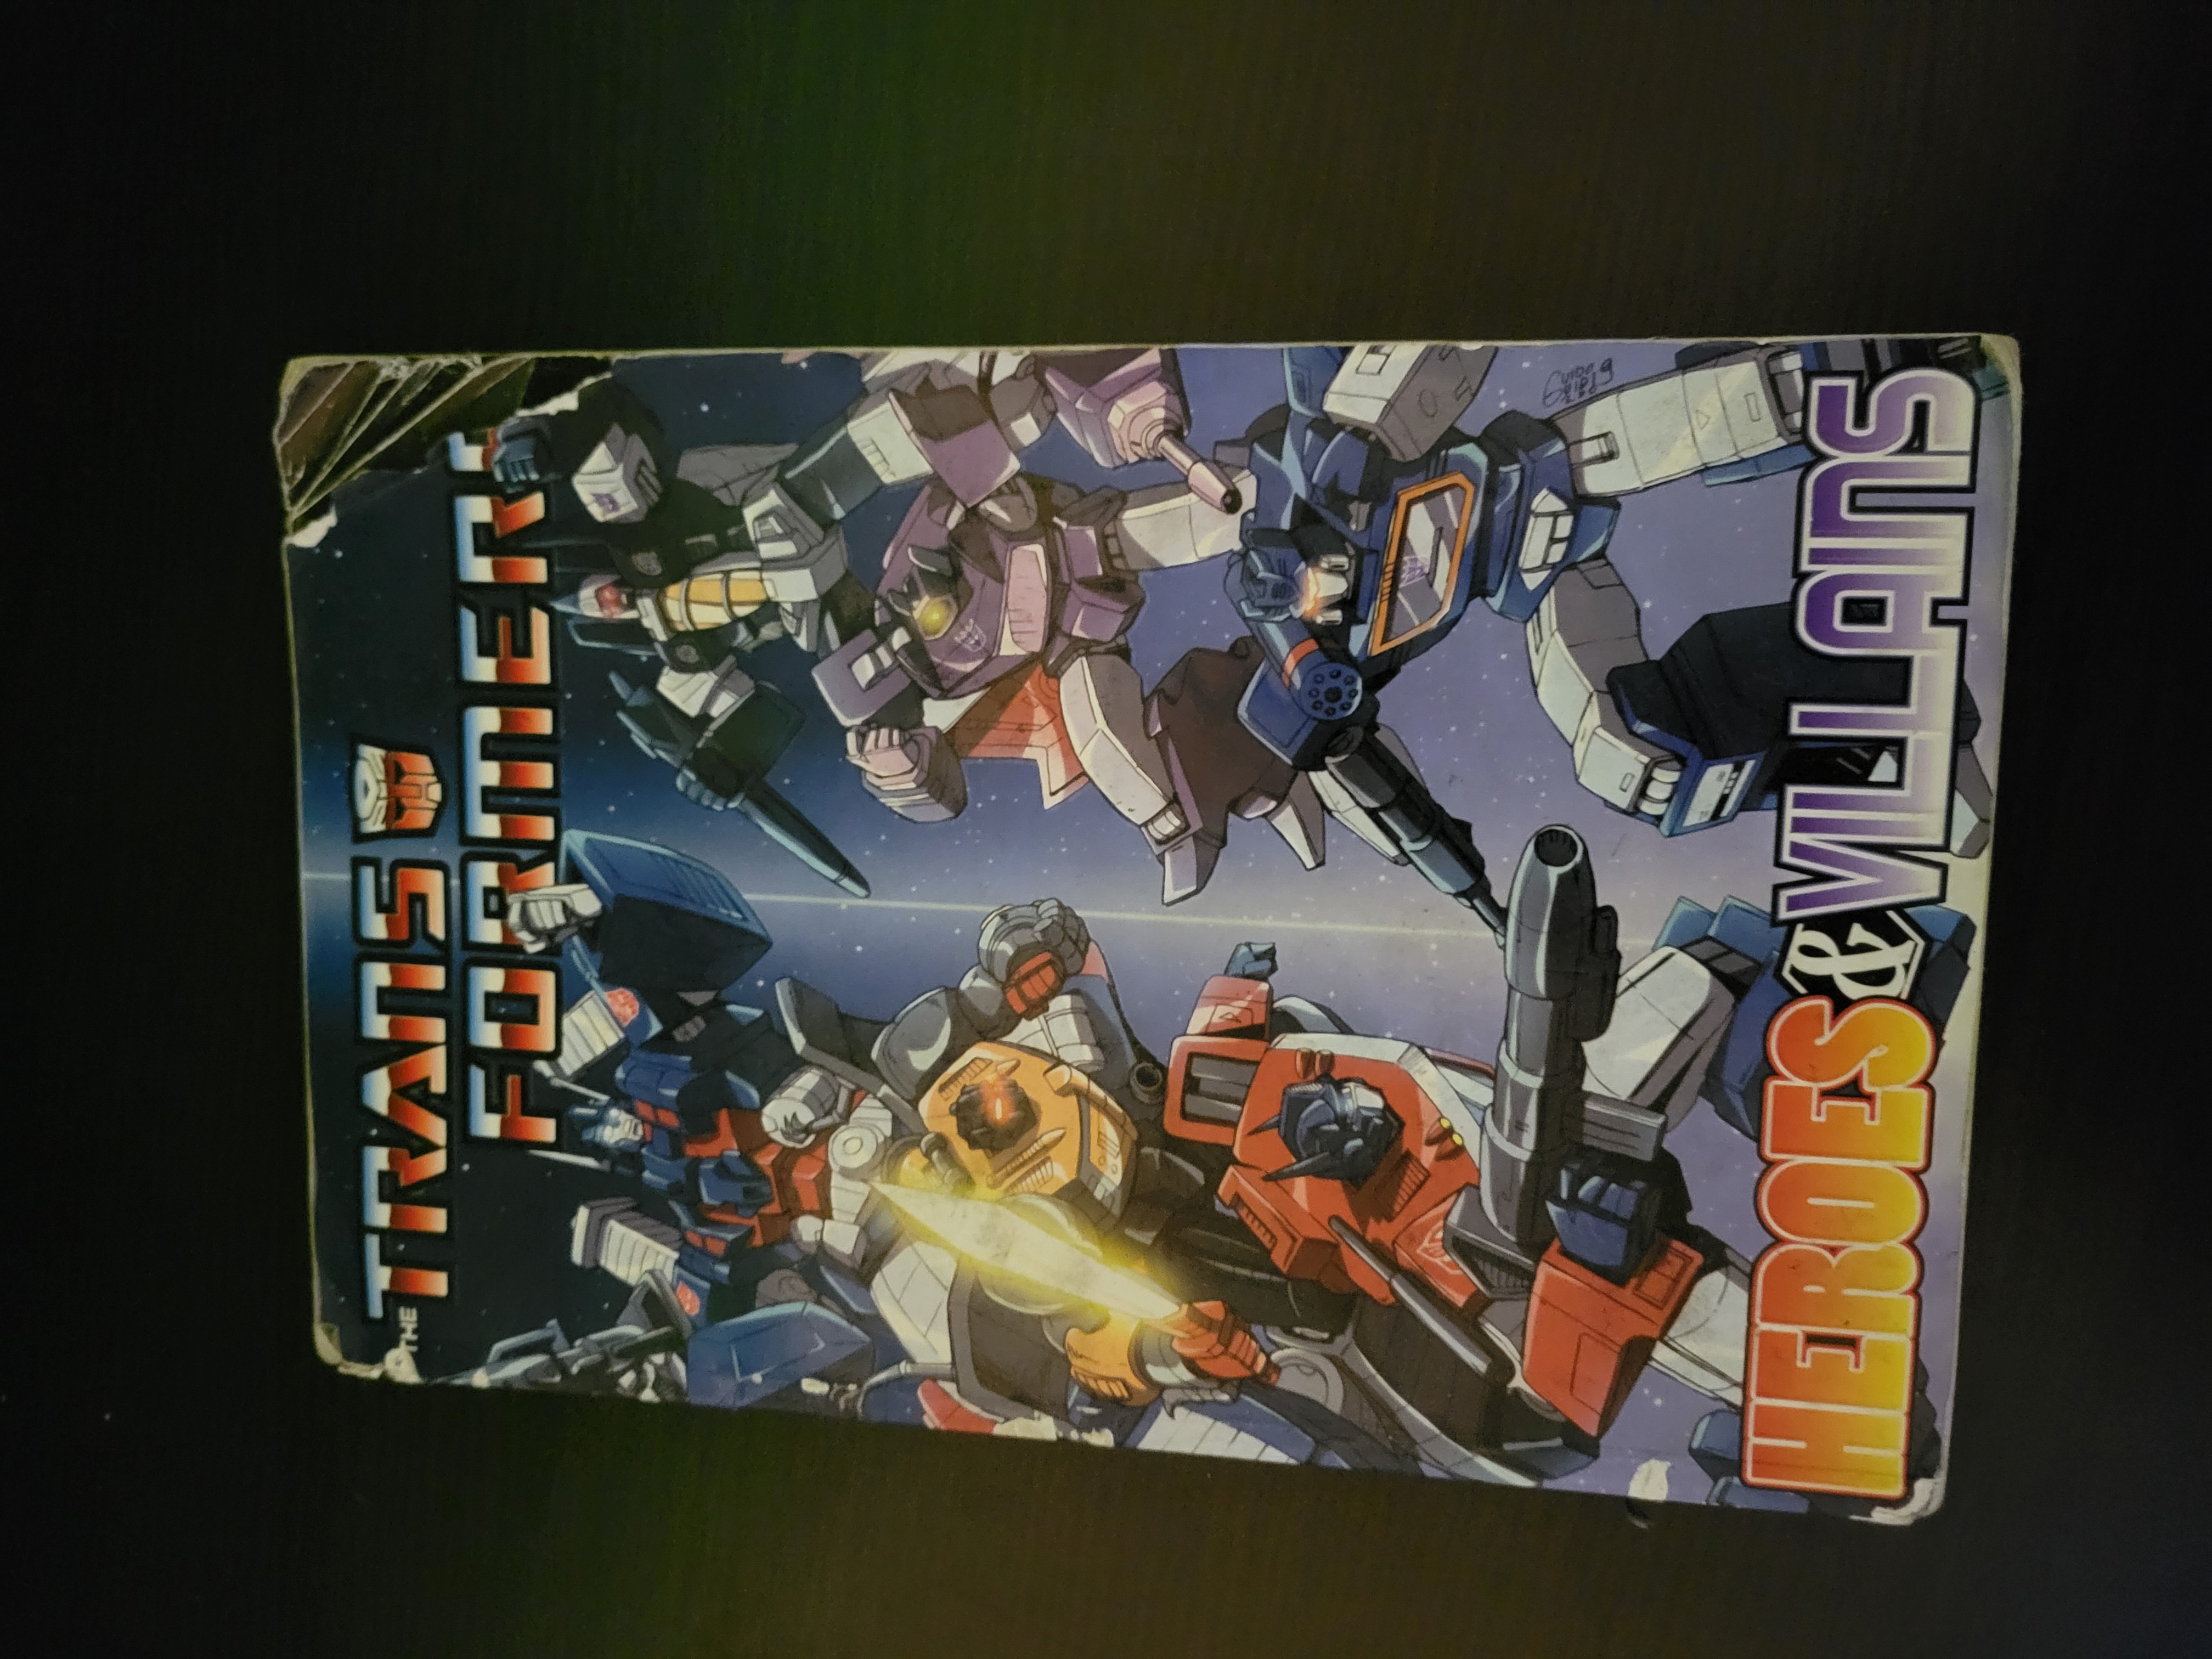 THE TRANS
FORMER
HEROES & VILLAINS